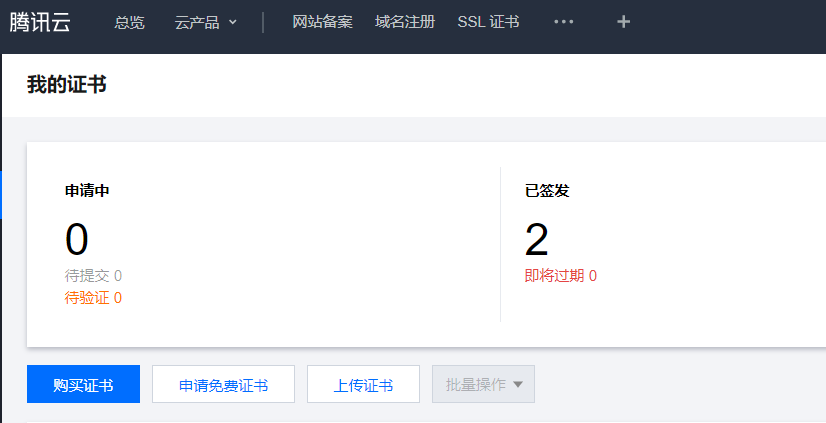 腾讯云 总览 云产品 网站备案 域名注册 SSL 证书 ··· +
我的证书
申请中 已签发
0 2
待提交 0 即将过期 0
待验证 0
购买证书 申请免费证书 上传证书 批量操作